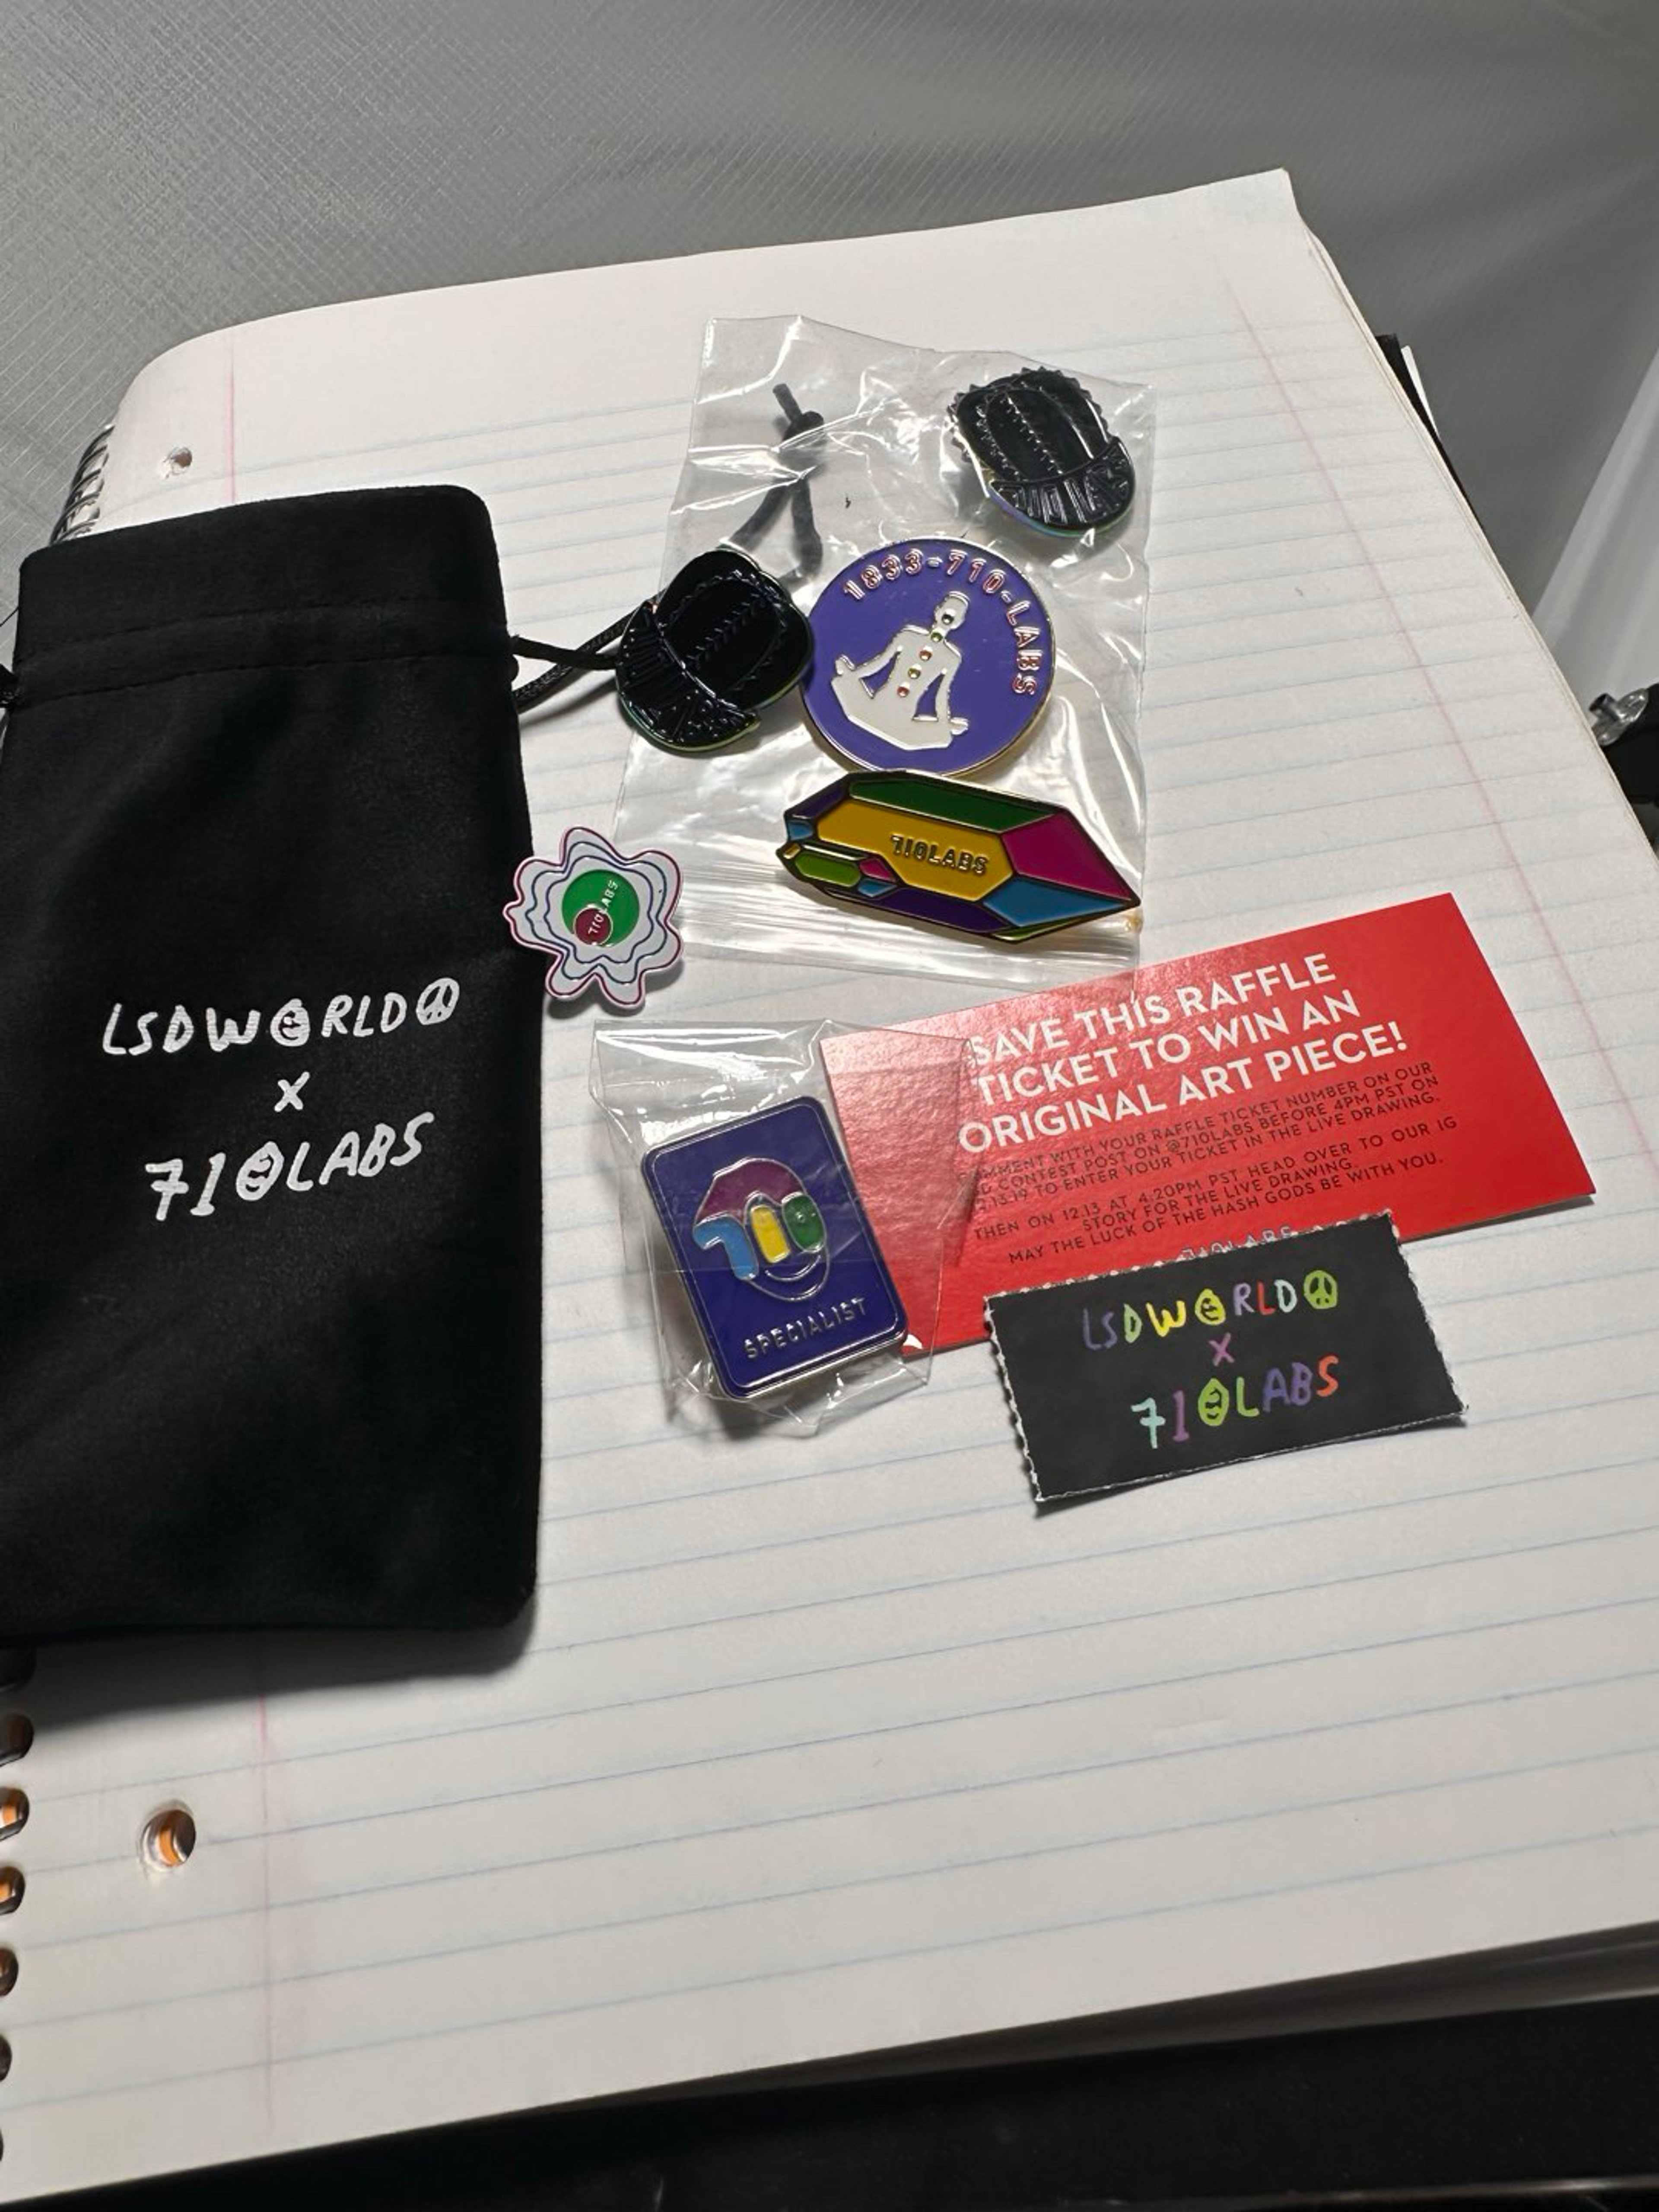 1833-710-LABS
710LABS
710LABS
LSDWORLD
X
710LABS
SAVE THIS RAFFLE
TICKET TO WIN AN
ORIGINAL ART PIECE!
WITH YOUR RAFFLE TICKET NUMBER ON OUR
CONTEST POST ON @710LABS BEFORE 4PM PST ON
TO ENTER YOUR TICKET IN THE LIVE DRAWING.
THEN ON 12.13 AT 4:20PM PST, HEAD OVER TO OUR IG
STORY FOR THE LIVE DRAWING.
MAY THE LUCK OF THE HASH GODS BE WITH YOU.
710LABS
710
SPECIALIST
LSDWORLD
X
710LABS